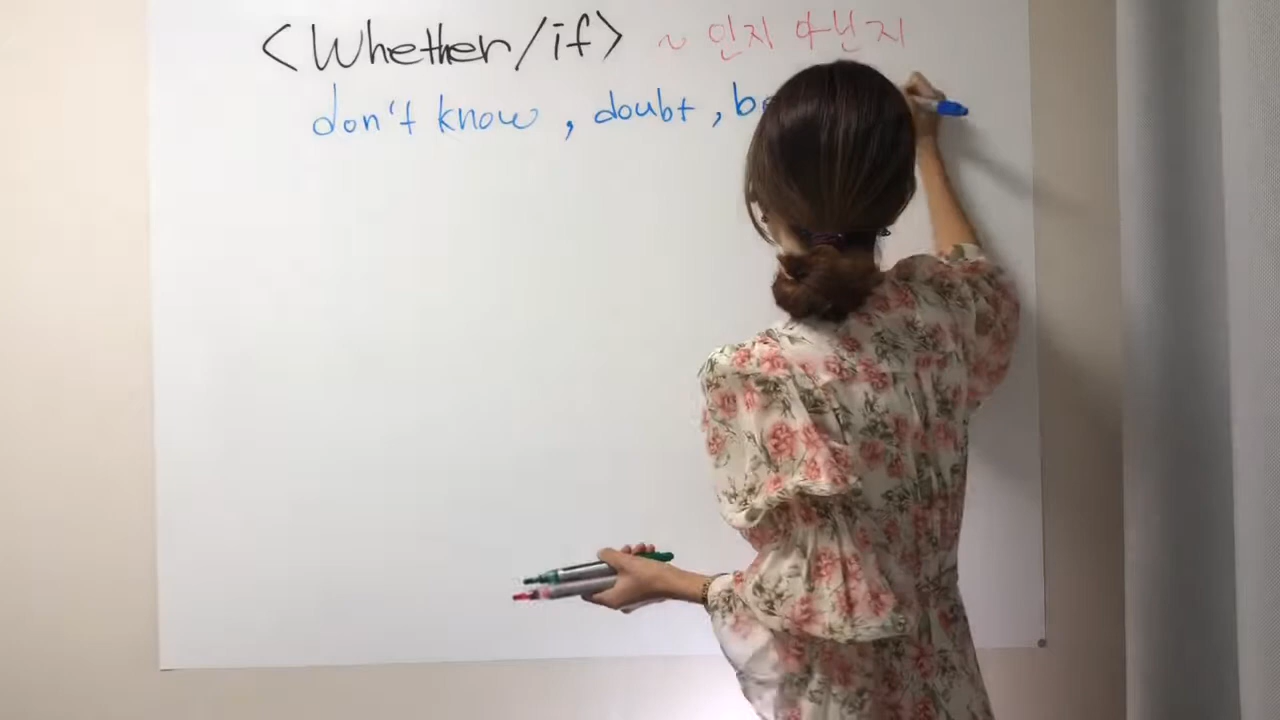 <Whether/if> ~ 인지 아닌지
don't know, doubt,